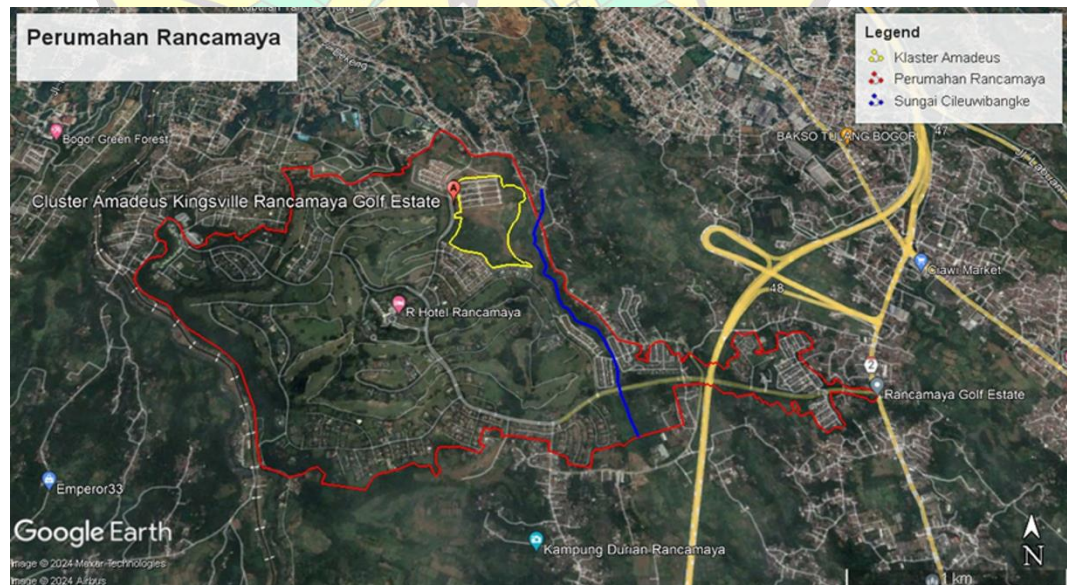 Perumahan Rancamaya
Legend
Klaster Amadeus
Perumahan Rancamaya
Sungai Cileuwibangke
Bogor Green Forest
BAKSO TULANG BOGOR
47
Cluster Amadeus Kingsville Rancamaya Golf Estate
A
Ciawi Market
48
R Hotel Rancamaya
2
Rancamaya Golf Estate
Emperor33
Google Earth
Kampung Durian Rancamaya
N
Image © 2024 Maxar Technologies
Image © 2024 Airbus
1 km